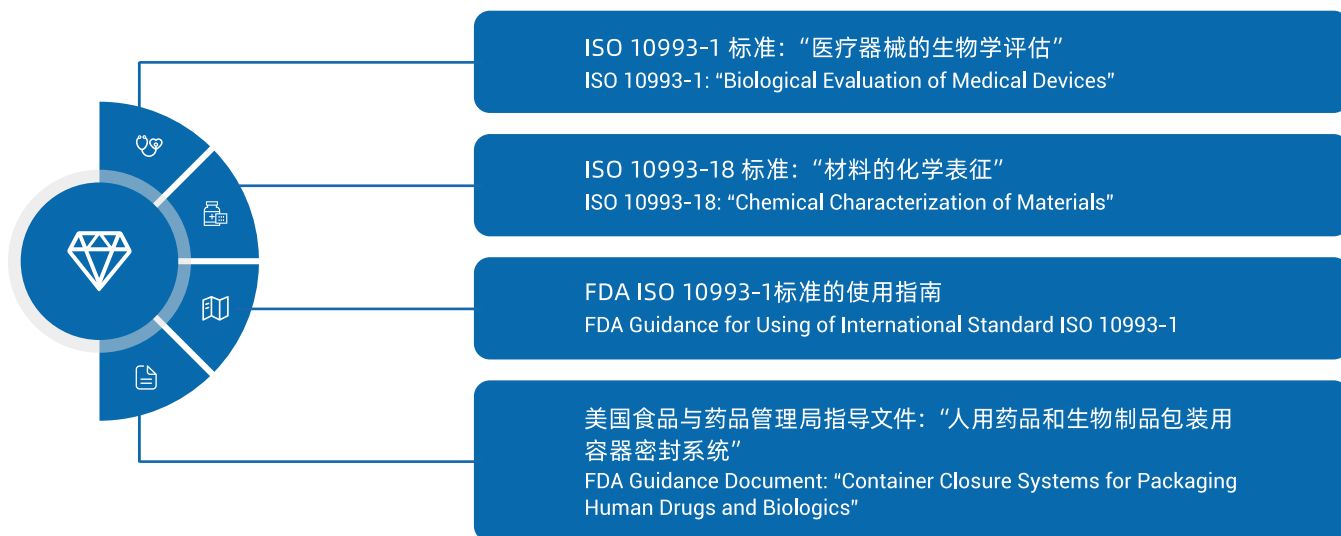 ISO 10993-1 标准：“医疗器械的生物学评估”
ISO 10993-1: “Biological Evaluation of Medical Devices”
ISO 10993-18 标准：“材料的化学表征”
ISO 10993-18: “Chemical Characterization of Materials”
FDA ISO 10993-1标准的使用指南
FDA Guidance for Using of International Standard ISO 10993-1
美国食品与药品管理局指导文件：“人用药品和生物制品包装用
容器密封系统”
FDA Guidance Document: “Container Closure Systems for Packaging
Human Drugs and Biologics”